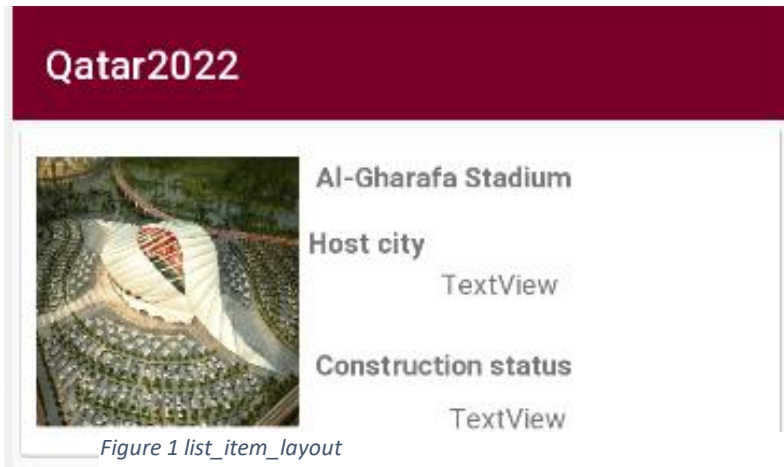 Qatar2022
Al-Gharafa Stadium
Host city
TextView
Construction status
TextView
Figure 1 list_item_layout